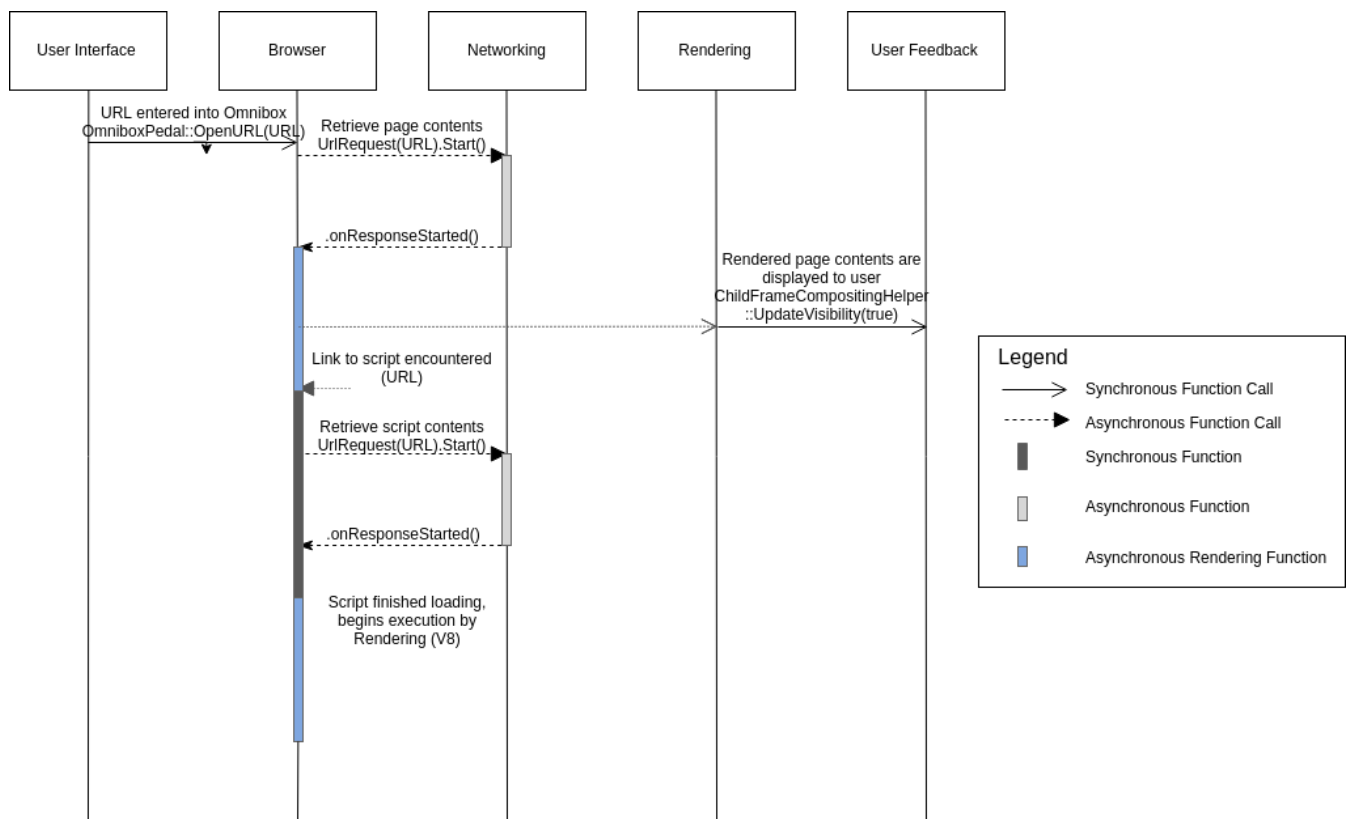 User Interface
Browser
Networking
Rendering
User Feedback
URL entered into Omnibox
OmniboxPedal::OpenURL(URL)
Retrieve page contents
UrlRequest(URL).Start()
.onResponseStarted()
Rendered page contents are
displayed to user
ChildFrameCompositingHelper
::UpdateVisibility(true)
Link to script encountered
(URL)
Retrieve script contents
UrlRequest(URL).Start()
.onResponseStarted()
Script finished loading,
begins execution by
Rendering (V8)
Legend
Synchronous Function Call
Asynchronous Function Call
Synchronous Function
Asynchronous Function
Asynchronous Rendering Function